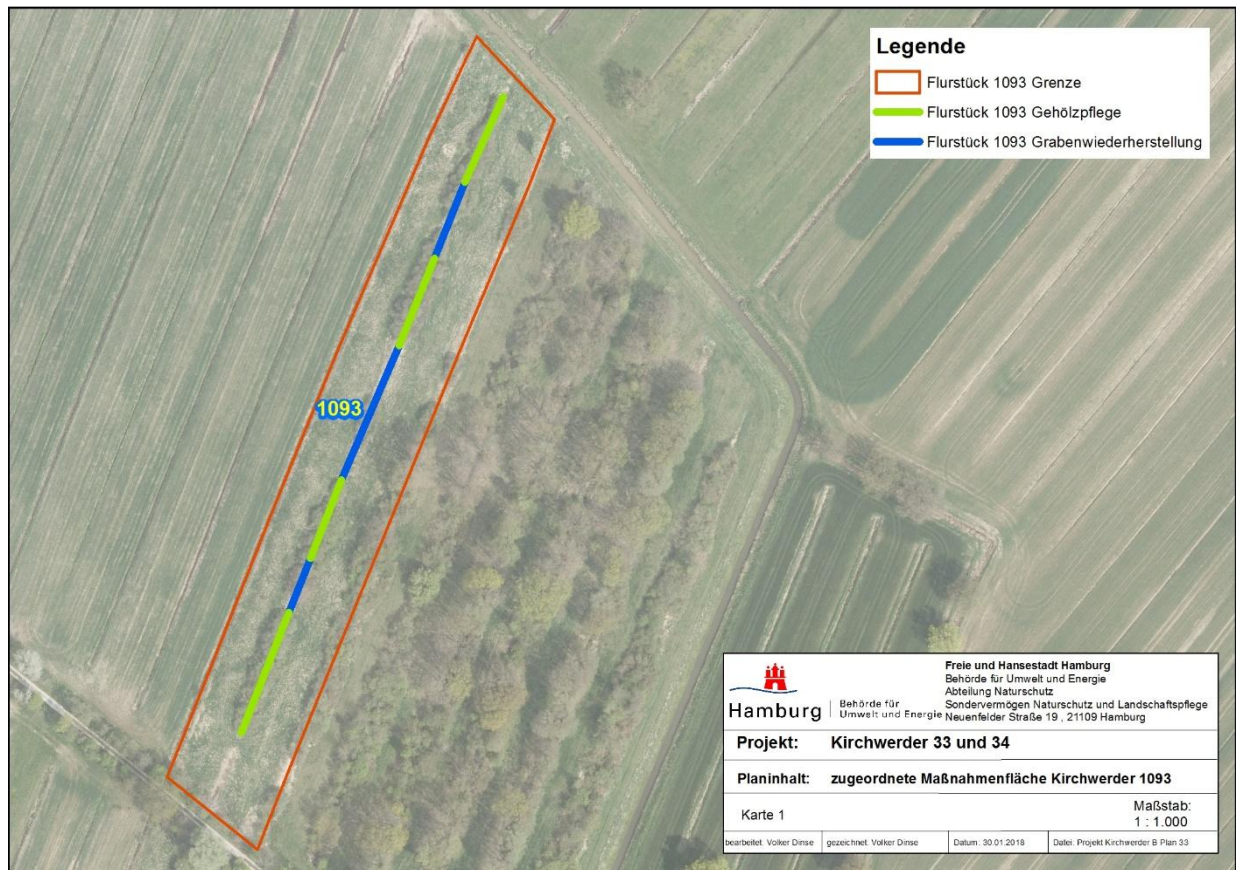 Legende
Flurstück 1093 Grenze
Flurstück 1093 Gehölzpflege
Flurstück 1093 Grabenwiederherstellung
1093
Hamburg
Behörde für
Umwelt und Energie
Freie und Hansestadt Hamburg
Behörde für Umwelt und Energie
Abteilung Naturschutz
Sondervermögen Naturschutz und Landschaftspflege
Neuenfelder Straße 19 , 21109 Hamburg
Projekt: Kirchwerder 33 und 34
Planinhalt: zugeordnete Maßnahmenfläche Kirchwerder 1093
Karte 1
Maßstab:
1 : 1.000
bearbeitet: Volker Dinse gezeichnet: Volker Dinse Datum: 30.01.2018 Datei: Projekt Kirchwerder B Plan 33